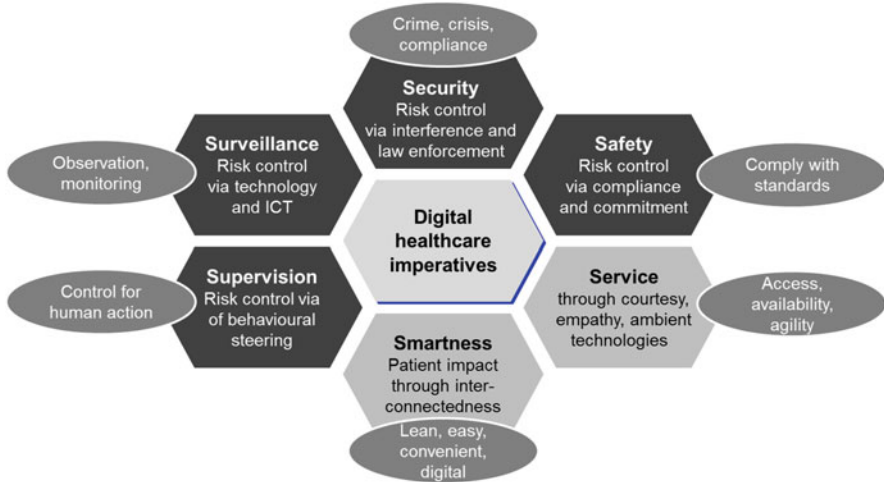 Crime, crisis,
compliance
Security
Risk control
via interference and
law enforcement
Surveillance
Risk control
via technology
and ICT
Observation,
monitoring
Safety
Risk control
via compliance
and commitment
Comply with
standards
Digital
healthcare
imperatives
Supervision
Risk control via
of behavioural
steering
Control for
human action
Service
through courtesy,
empathy, ambient
technologies
Access,
availability,
agility
Smartness
Patient impact
through inter-
connectedness
Lean, easy,
convenient,
digital